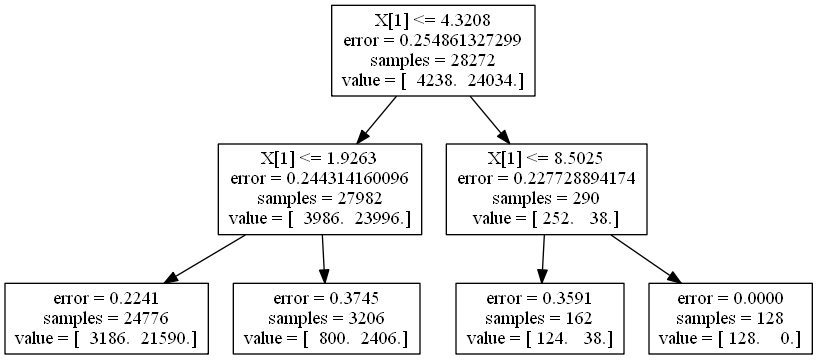 X[1] <= 4.3208
error = 0.254861327299
samples = 28272
value = [  4238.  24034.]
X[1] <= 1.9263
error = 0.244314160096
samples = 27982
value = [  3986.  23996.]
X[1] <= 8.5025
error = 0.227728894174
samples = 290
value = [ 252.   38.]
error = 0.2241
samples = 24776
value = [  3186.  21590.]
error = 0.3745
samples = 3206
value = [  800.  2406.]
error = 0.3591
samples = 162
value = [ 124.   38.]
error = 0.0000
samples = 128
value = [ 128.    0.]